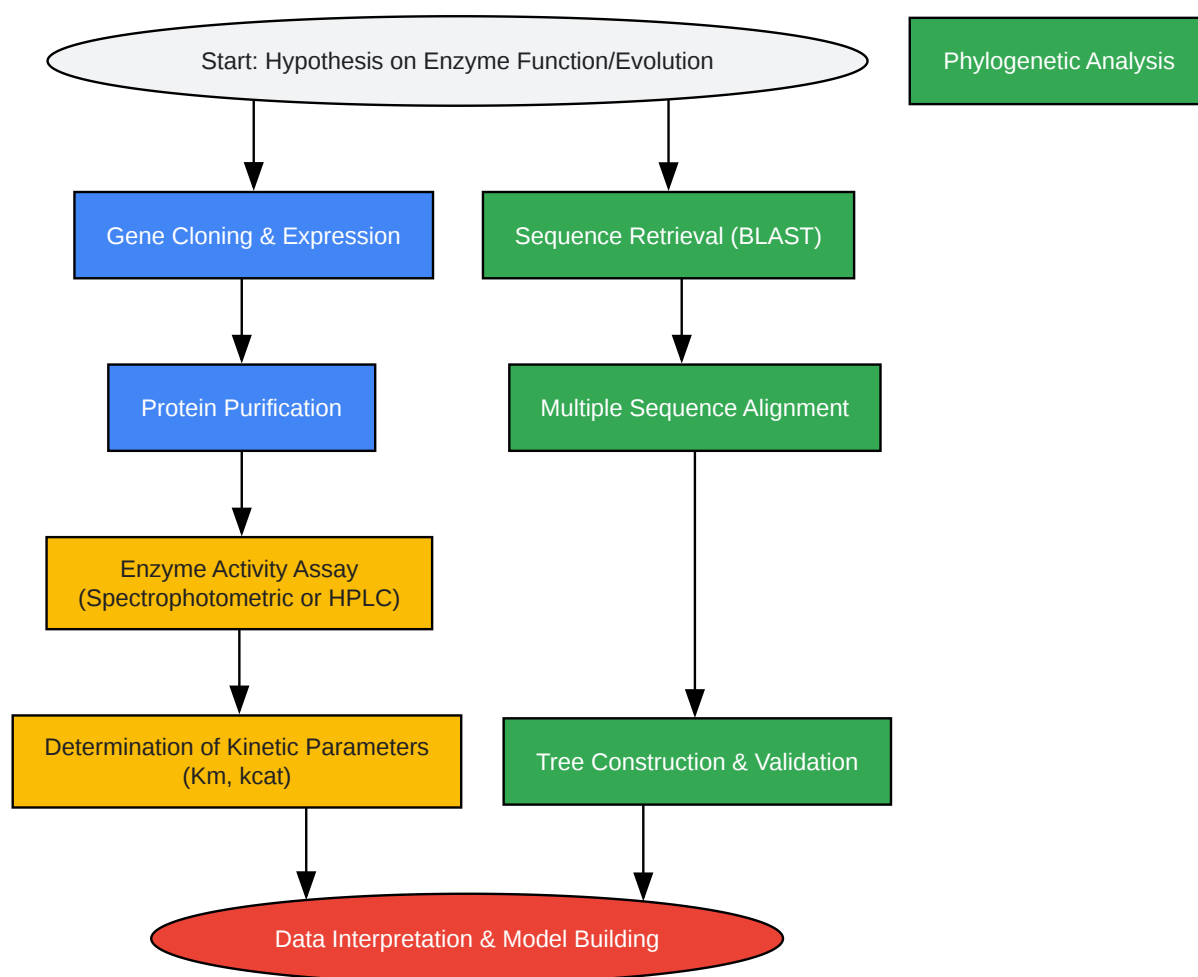 Start: Hypothesis on Enzyme Function/Evolution
Phylogenetic Analysis
Gene Cloning & Expression
Sequence Retrieval (BLAST)
Protein Purification
Multiple Sequence Alignment
Enzyme Activity Assay
(Spectrophotometric or HPLC)
Determination of Kinetic Parameters
(Km, kcat)
Tree Construction & Validation
Data Interpretation & Model Building